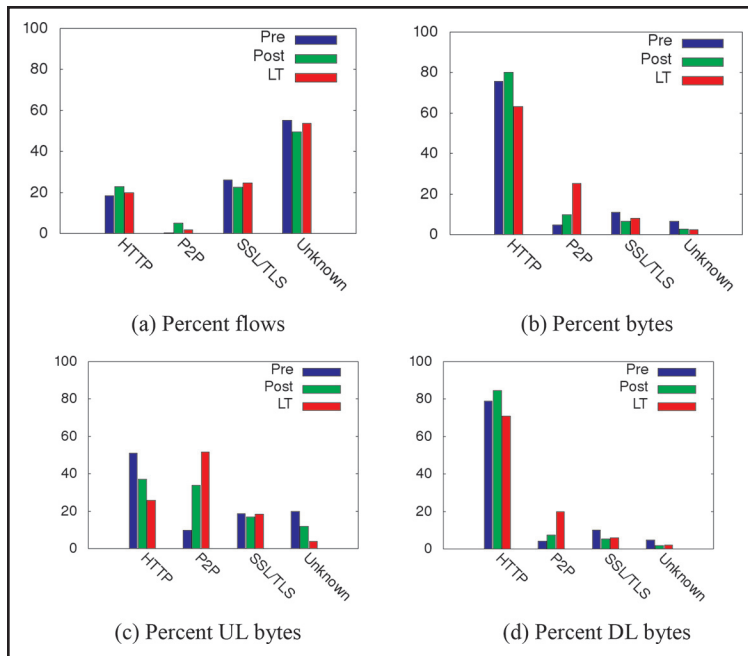 100
80
60
40
20
0
Pre
Post
LT
HTTP
P2P
SSL/TLS
Unknown
(a) Percent flows
100
80
60
40
20
0
Pre
Post
LT
HTTP
P2P
SSL/TLS
Unknown
(b) Percent bytes
100
80
60
40
20
0
Pre
Post
LT
HTTP
P2P
SSL/TLS
Unknown
(c) Percent UL bytes
100
80
60
40
20
0
Pre
Post
LT
HTTP
P2P
SSL/TLS
Unknown
(d) Percent DL bytes